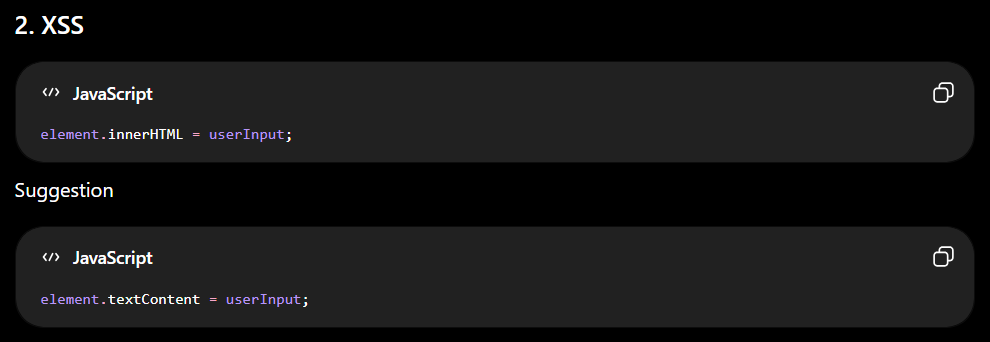 2. XSS
</> JavaScript
element.innerHTML = userInput;
Suggestion
</> JavaScript
element.textContent = userInput;